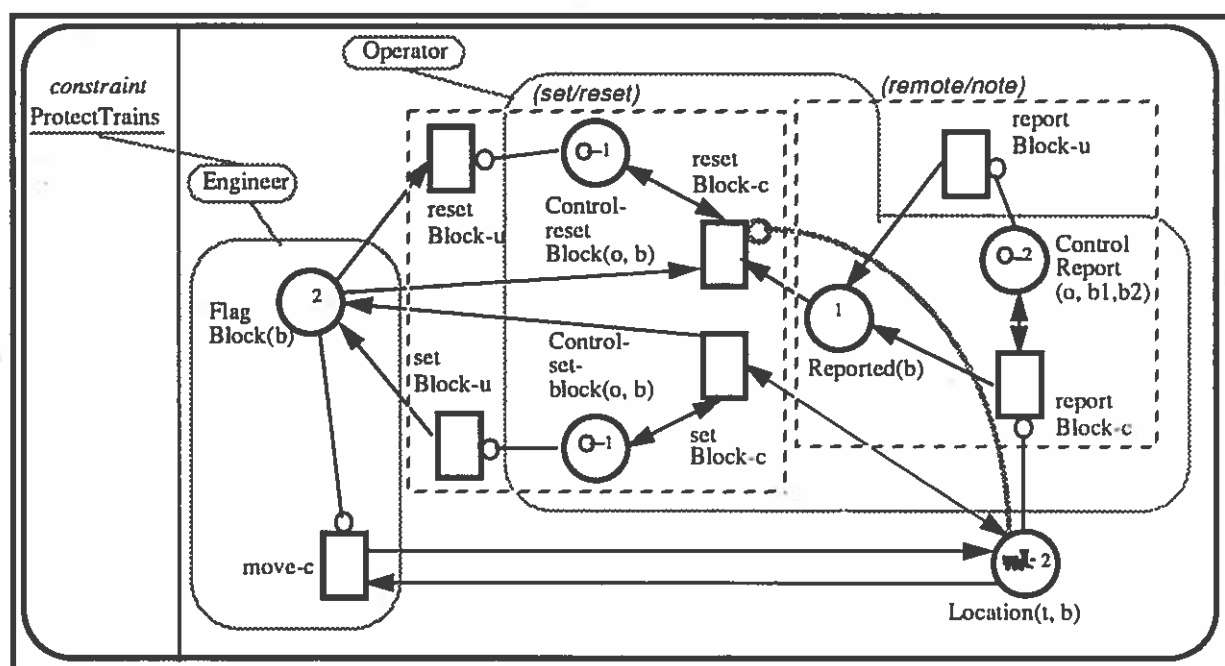 Operator
constraint
ProtectTrains
(set/reset)
(remote/note)
report
Block-u
O-1
reset
Block-c
Engineer
reset
Block-u
Control-
reset
Block(o, b)
O-2
Control
Report
(o, b1,b2)
2
Flag
Block(b)
1
Reported(b)
set
Block-u
Control-
set-
block(o, b)
report
Block-c
O-1
set
Block-c
move-c
2
Location(t, b)